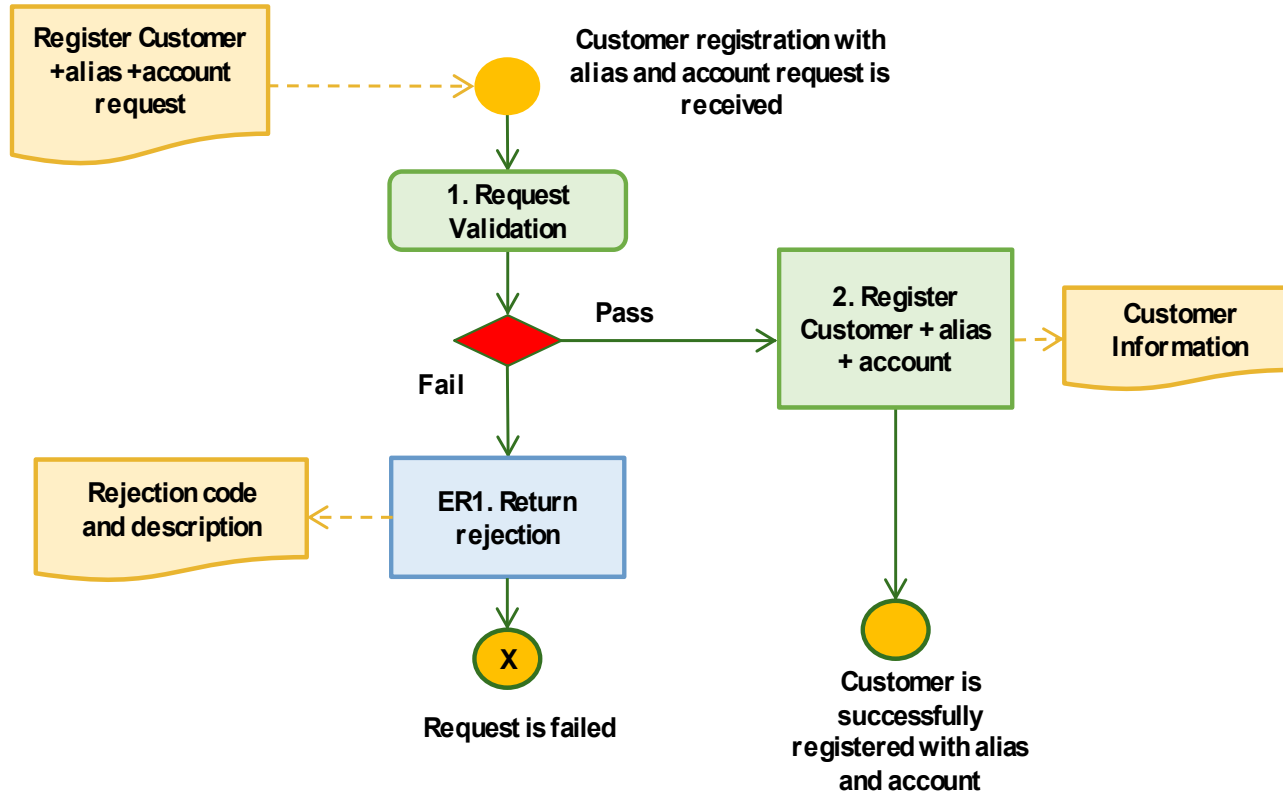 Register Customer
+alias +account
request
Customer registration with
alias and account request is
received
1. Request
Validation
Pass
2. Register
Customer + alias
+ account
Customer
Information
Fail
Rejection code
and description
ER1. Return
rejection
X
Request is failed
Customer is
successfully
registered with alias
and account